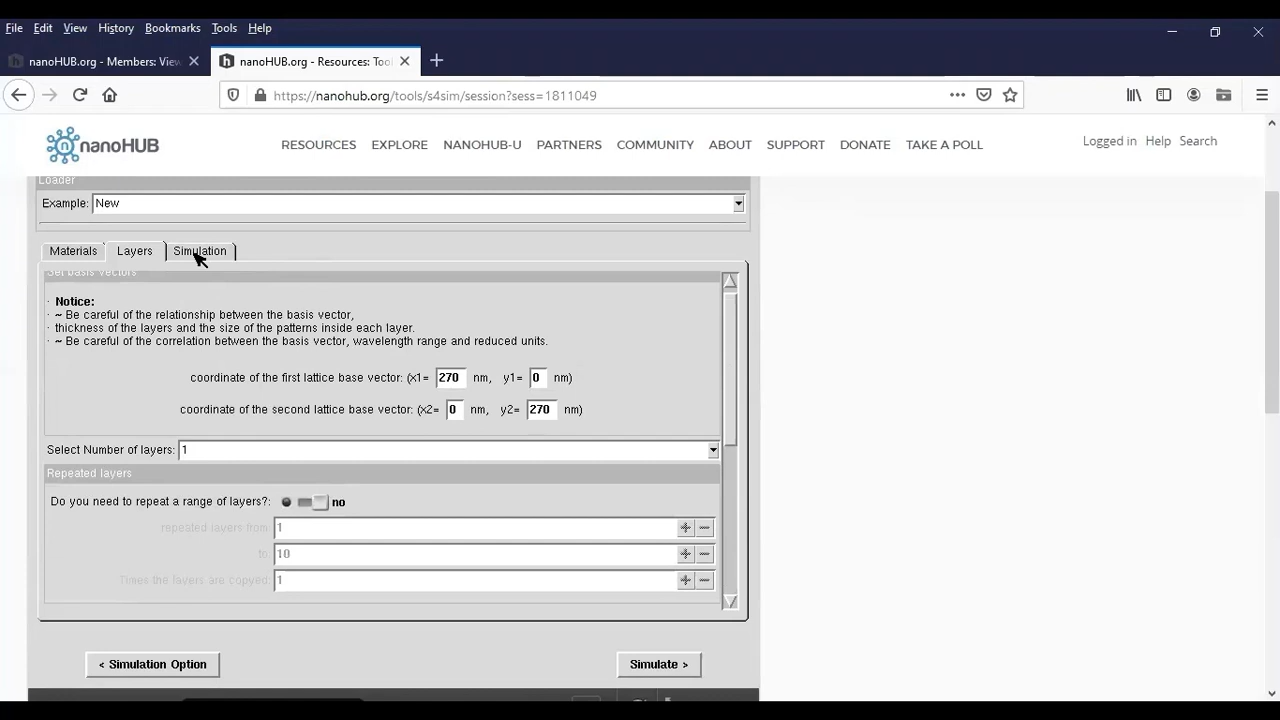 File Edit View History Bookmarks Tools Help
nanoHUB.org - Members: View
nanoHUB.org - Resources: Tool
https://nanohub.org/tools/s4sim/session?sess=1811049
nanoHUB
RESOURCES EXPLORE NANOHUB-U PARTNERS COMMUNITY ABOUT SUPPORT DONATE TAKE A POLL
Logged in Help Search
Loader
Example: New
Materials Layers Simulation
Set basis vectors
Notice:
~ Be careful of the relationship between the basis vector,
thickness of the layers and the size of the patterns inside each layer.
~ Be careful of the correlation between the basis vector, wavelength range and reduced units.
coordinate of the first lattice base vector: (x1= 270 nm, y1= 0 nm)
coordinate of the second lattice base vector: (x2= 0 nm, y2= 270 nm)
Select Number of layers: 1
Repeated layers
Do you need to repeat a range of layers?: no
repeated layers from: 1
to: 10
Times the layers are copied: 1
< Simulation Option
Simulate >